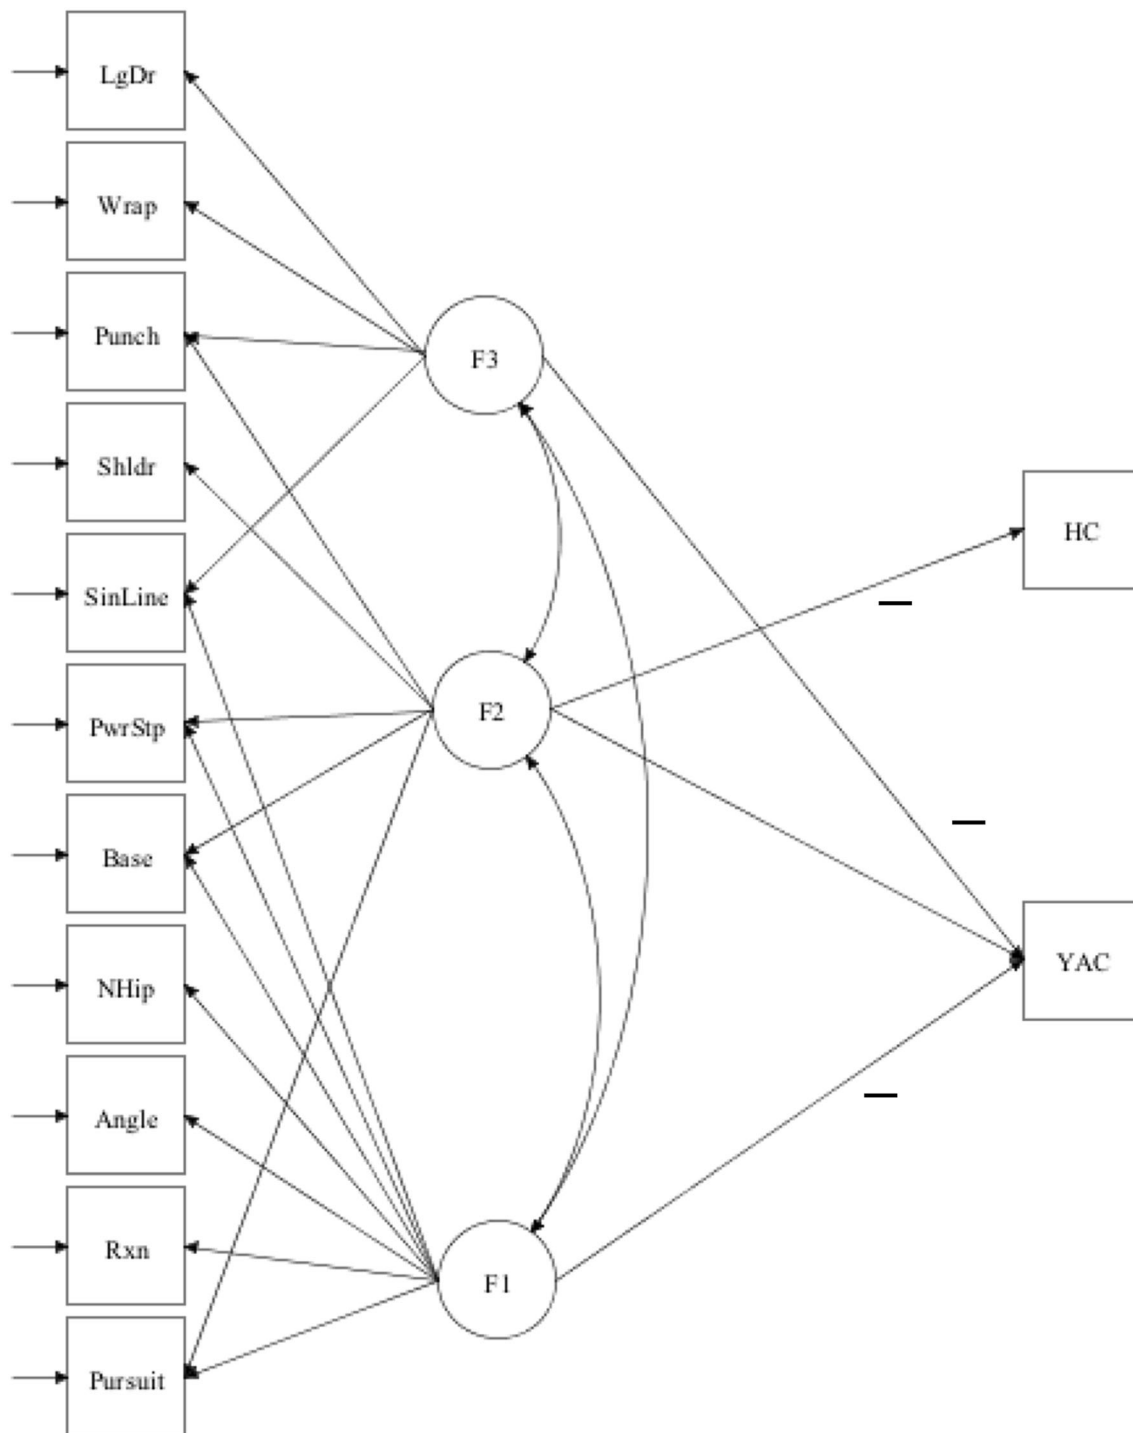 LgDr
Wrap
Punch
F3
Shldr
HC
SinLine
PwrStp
F2
Base
YAC
NHip
Angle
Rxn
F1
Pursuit